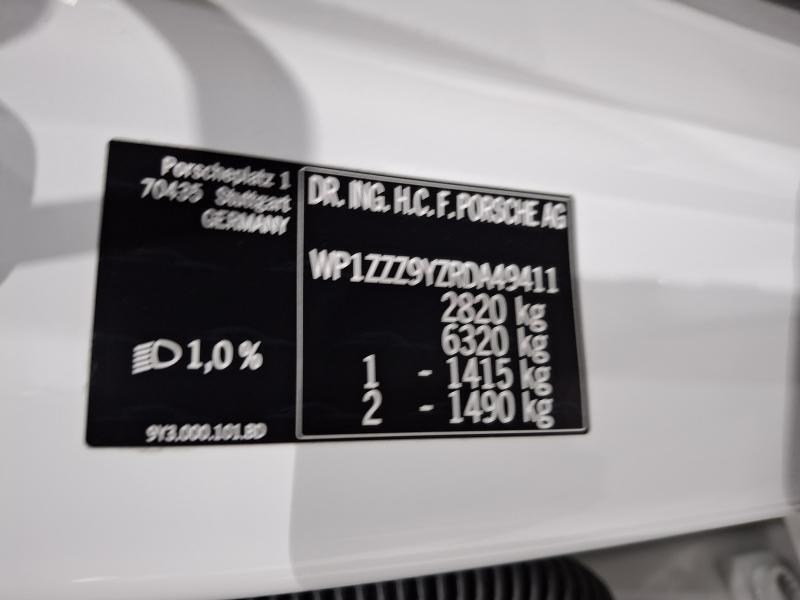 Porscheplatz 1
70435 Stuttgart
GERMANY
1,0 %
9Y3.000.101.BD
DR. ING. H.C. F. PORSCHE AG
WP1ZZZ9YZRDA49411
2820 kg
6320 kg
1 - 1415 kg
2 - 1490 kg